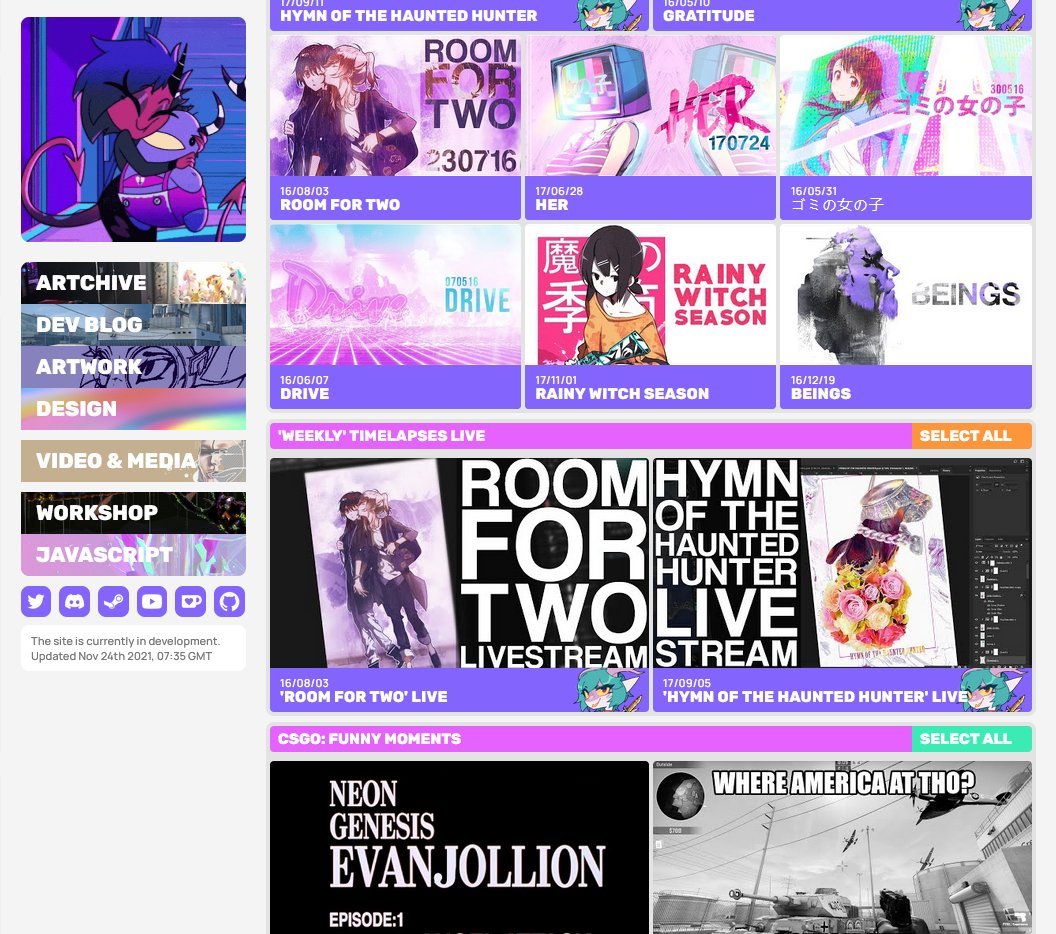 ARTCHIVE
DEV BLOG
ARTWORK
DESIGN
VIDEO & MEDIA
WORKSHOP
JAVASCRIPT
The site is currently in development.
Updated Nov 24th 2021, 07:35 GMT
17/09/11
HYMN OF THE HAUNTED HUNTER
16/05/10
GRATITUDE
ROOM
FOR
TWO
230716
16/08/03
ROOM FOR TWO
HER
170724
17/06/28
HER
300516
ゴミの女の子
16/05/31
ゴミの女の子
Drive
070516
DRIVE
16/06/07
DRIVE
魔 の
季
RAINY
WITCH
SEASON
17/11/01
RAINY WITCH SEASON
BEINGS
16/12/19
BEINGS
'WEEKLY' TIMELAPSES LIVE
SELECT ALL
ROOM
FOR
TWO
LIVESTREAM
16/08/03
'ROOM FOR TWO' LIVE
HYMN
OF THE
HAUNTED
HUNTER
LIVE
STREAM
HYMN OF THE HAUNTED HUNTER
17/09/05
'HYMN OF THE HAUNTED HUNTER' LIVE
CSGO: FUNNY MOMENTS
SELECT ALL
NEON
GENESIS
EVANJOLLION
EPISODE:1
Outside
$700
WHERE AMERICA AT THO?